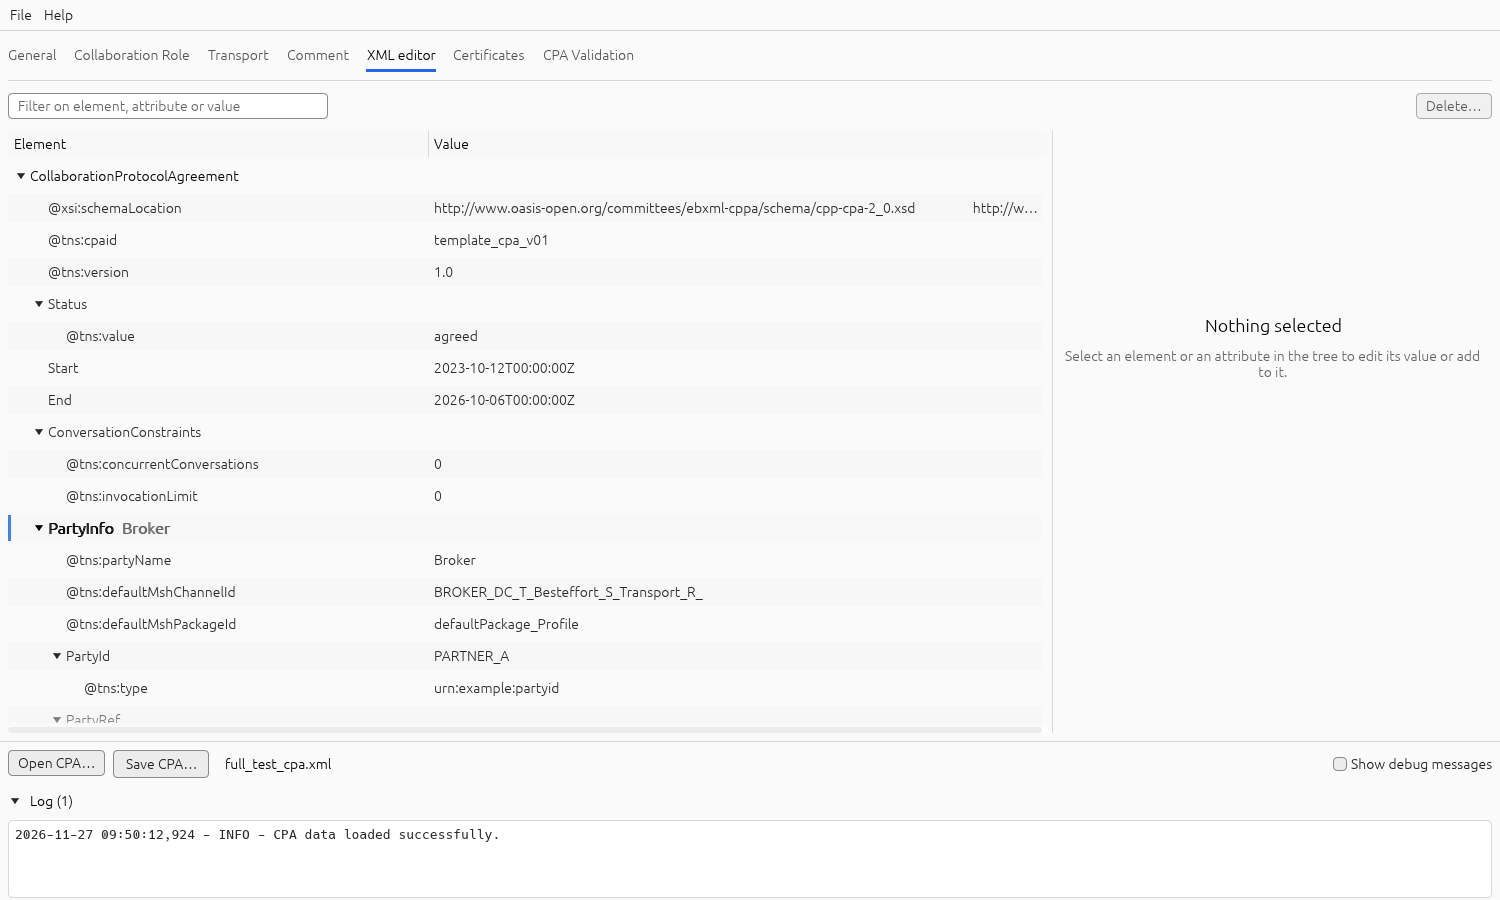 File Help
General Collaboration Role Transport Comment XML editor Certificates CPA Validation
Filter on element, attribute or value Delete...
Element Value
CollaborationProtocolAgreement
@xsi:schemaLocation http://www.oasis-open.org/committees/ebxml-cppa/schema/cpp-cpa-2_0.xsd http://w...
@tns:cpaid template_cpa_v01
@tns:version 1.0
Status
@tns:value agreed
Start 2023-10-12T00:00:00Z
End 2026-10-06T00:00:00Z
ConversationConstraints
@tns:concurrentConversations 0
@tns:invocationLimit 0
PartyInfo Broker
@tns:partyName Broker
@tns:defaultMshChannelId BROKER_DC_T_Besteffort_S_Transport_R_
@tns:defaultMshPackageId defaultPackage_Profile
PartyId PARTNER_A
@tns:type urn:example:partyid
PartyRef
Nothing selected
Select an element or an attribute in the tree to edit its value or add
to it.
Open CPA... Save CPA... full_test_cpa.xml Show debug messages
Log (1)
2026-11-27 09:50:12,924 - INFO - CPA data loaded successfully.